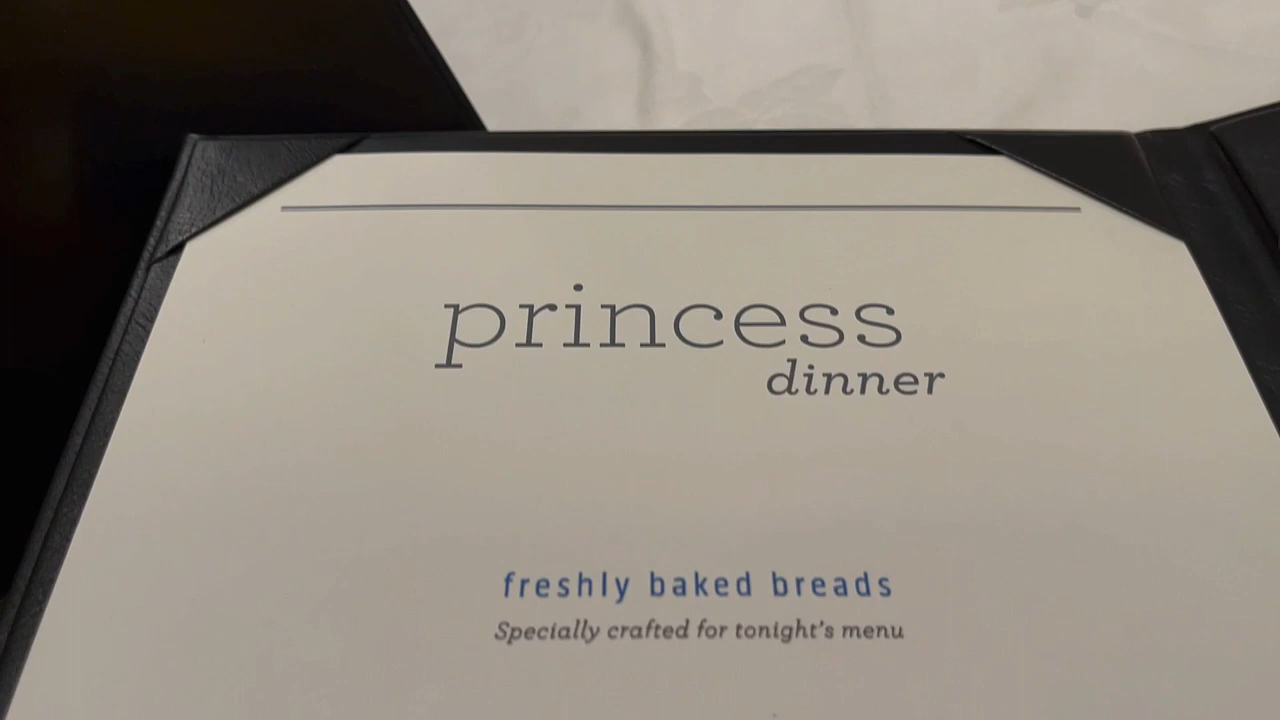 princess
dinner
freshly baked breads
Specially crafted for tonight's menu